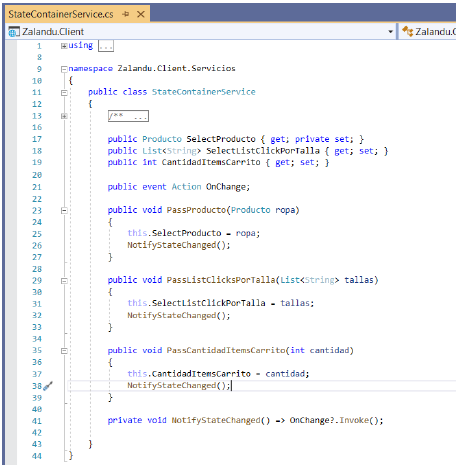 StateContainerService.cs
Zalandu.Client
Zalandu.C
1 using ...
8
9 namespace Zalandu.Client.Servicios
10 {
11 public class StateContainerService
12 {
13 /** ...
16
17 public Producto SelectProducto { get; private set; }
18 public List<String> SelectListClickPorTalla { get; set; }
19 public int CantidadItemsCarrito { get; set; }
20
21 public event Action OnChange;
22
23 public void PassProducto(Producto ropa)
24 {
25 this.SelectProducto = ropa;
26 NotifyStateChanged();
27 }
28
29 public void PassListClicksPorTalla(List<String> tallas)
30 {
31 this.SelectListClickPorTalla = tallas;
32 NotifyStateChanged();
33 }
34
35 public void PassCantidadItemsCarrito(int cantidad)
36 {
37 this.CantidadItemsCarrito = cantidad;
38 NotifyStateChanged();
39 }
40
41 private void NotifyStateChanged() => OnChange?.Invoke();
42
43 }
44 }